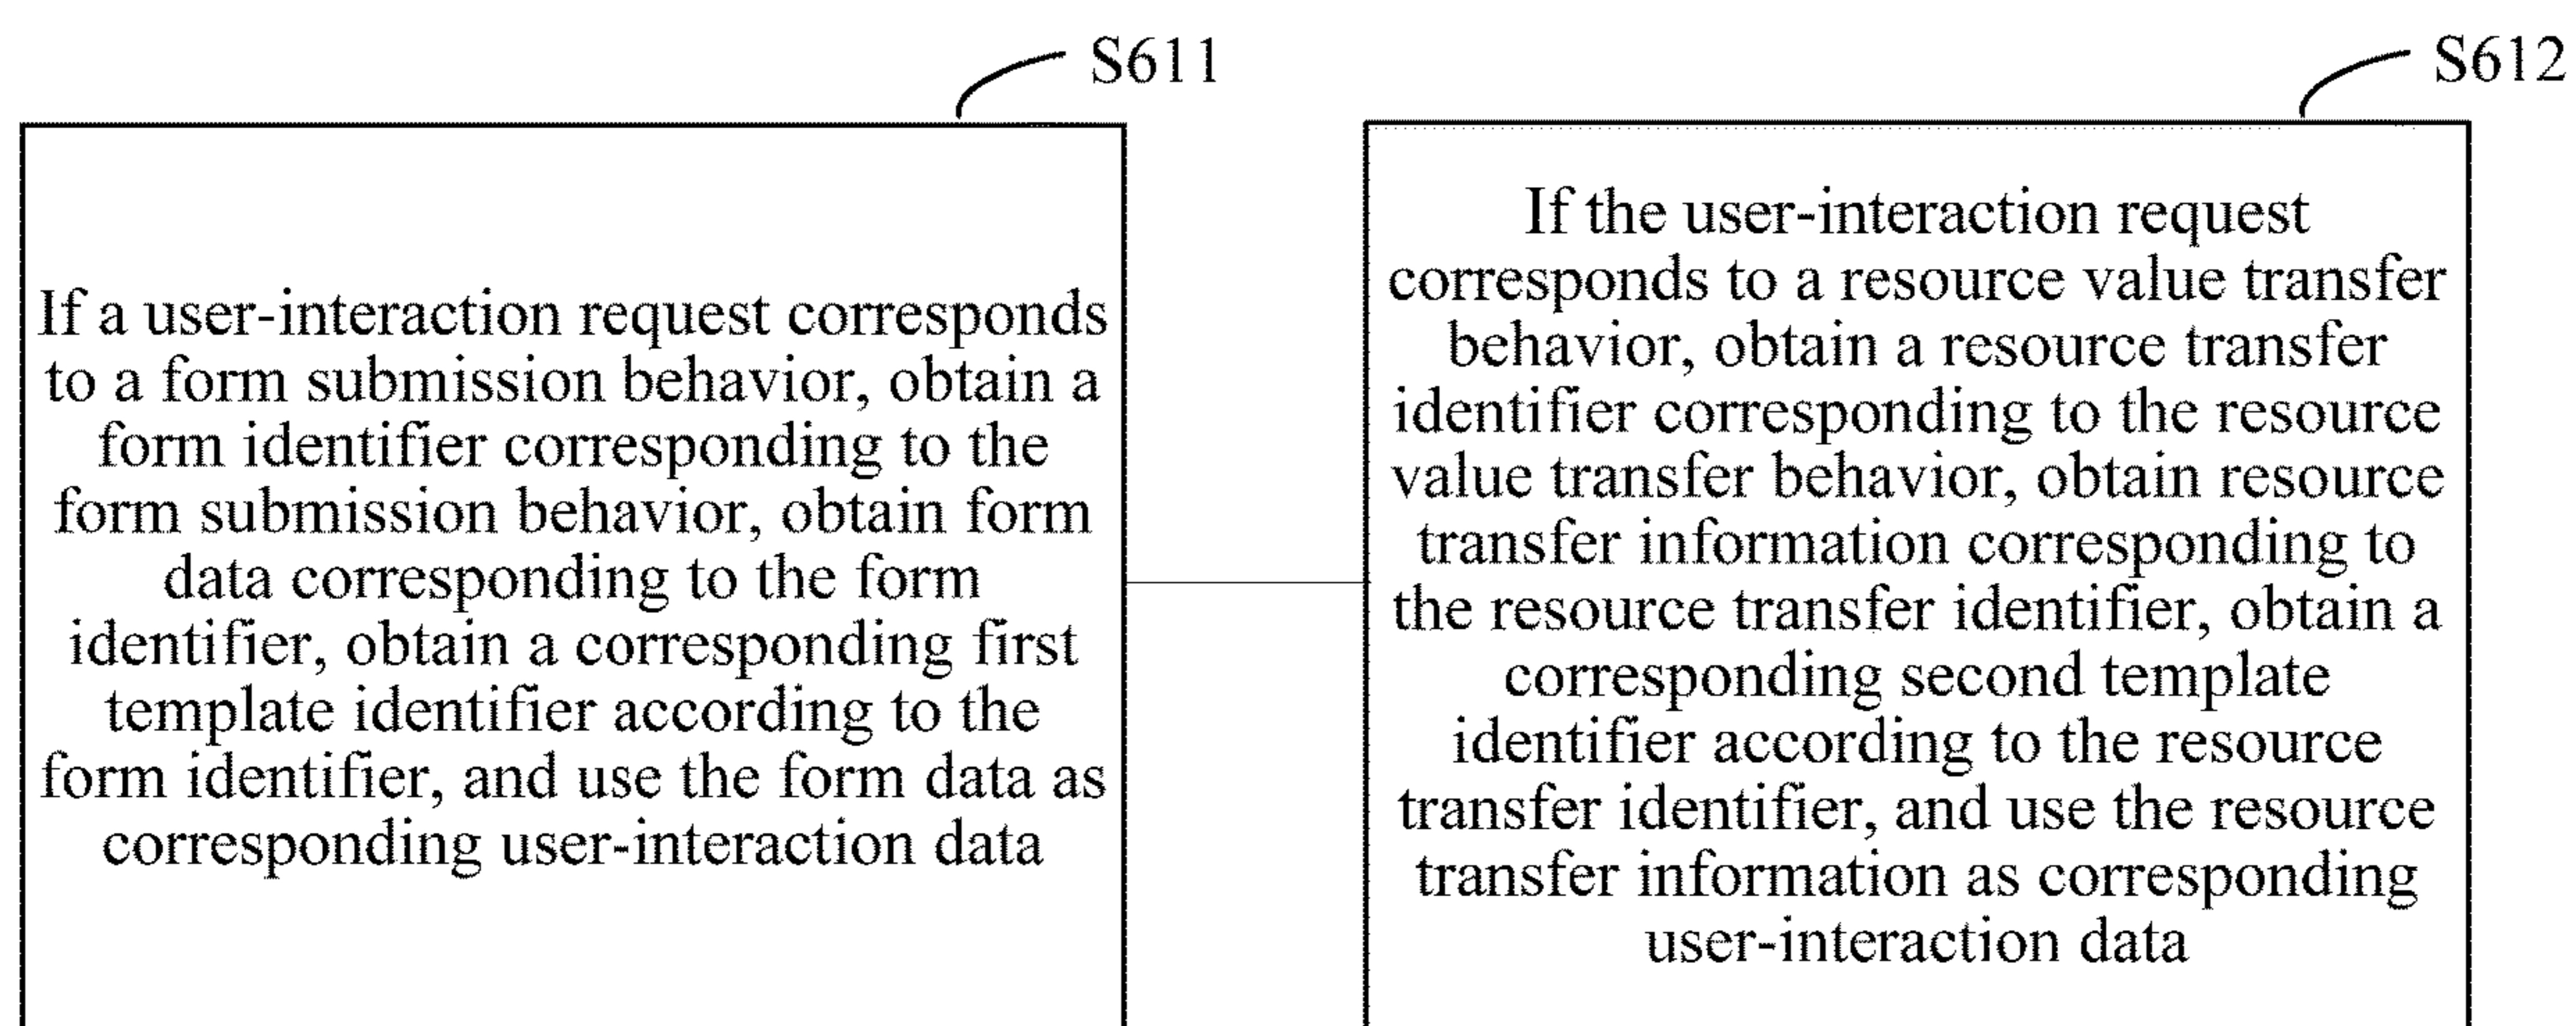 S611
If a user-interaction request corresponds
to a form submission behavior, obtain a
form identifier corresponding to the
form submission behavior, obtain form
data corresponding to the form
identifier, obtain a corresponding first
template identifier according to the
form identifier, and use the form data as
corresponding user-interaction data
S612
If the user-interaction request
corresponds to a resource value transfer
behavior, obtain a resource transfer
identifier corresponding to the resource
value transfer behavior, obtain resource
transfer information corresponding to
the resource transfer identifier, obtain a
corresponding second template
identifier according to the resource
transfer identifier, and use the resource
transfer information as corresponding
user-interaction data